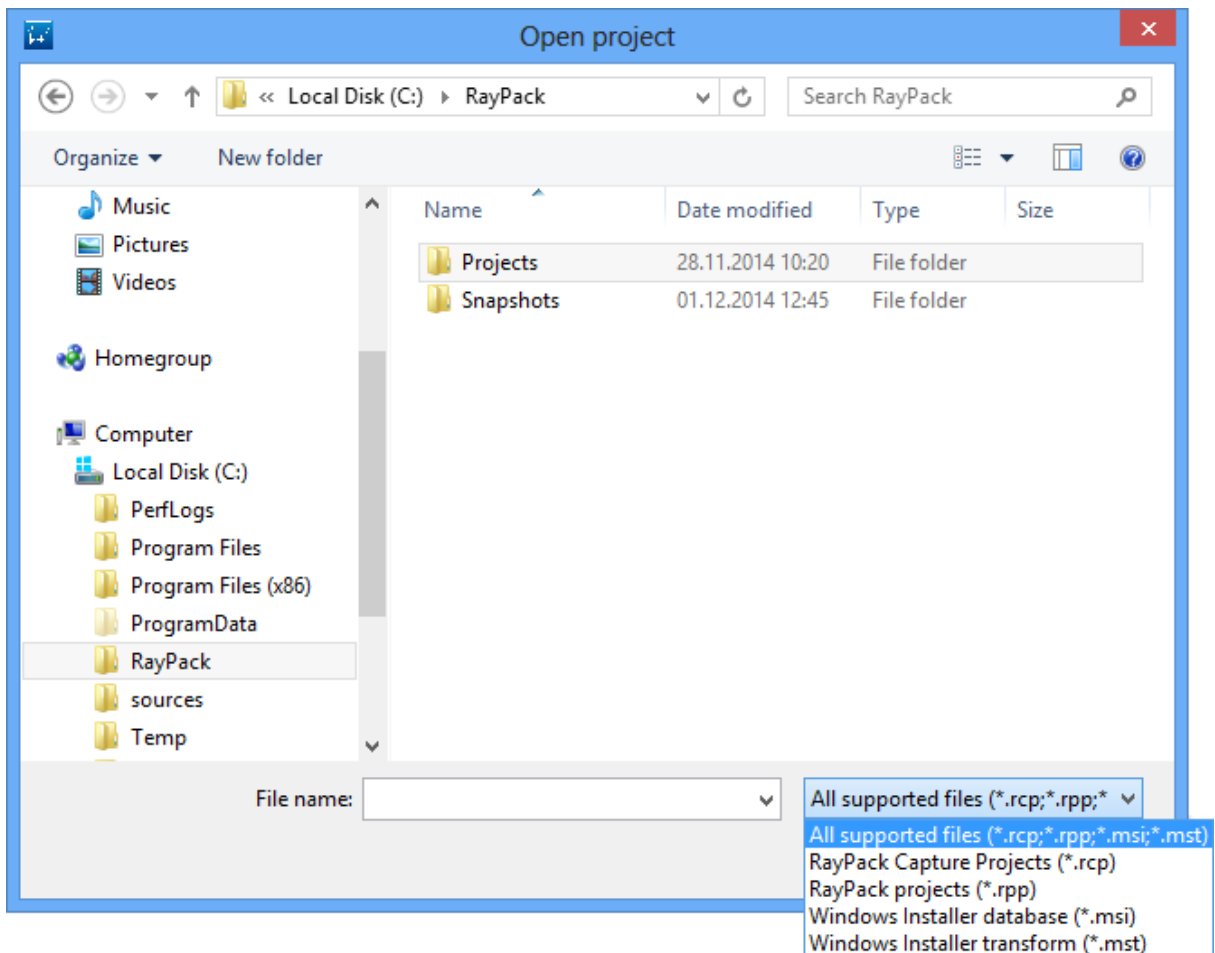 Open project
« Local Disk (C:) RayPack
Search RayPack
Organize New folder
Music
Pictures
Videos
Homegroup
Computer
Local Disk (C:)
PerfLogs
Program Files
Program Files (x86)
ProgramData
RayPack
sources
Temp
Name Date modified Type Size
Projects 28.11.2014 10:20 File folder
Snapshots 01.12.2014 12:45 File folder
File name:
All supported files (*.rcp;*.rpp;*
All supported files (*.rcp;*.rpp;*.msi;*.mst)
RayPack Capture Projects (*.rcp)
RayPack projects (*.rpp)
Windows Installer database (*.msi)
Windows Installer transform (*.mst)